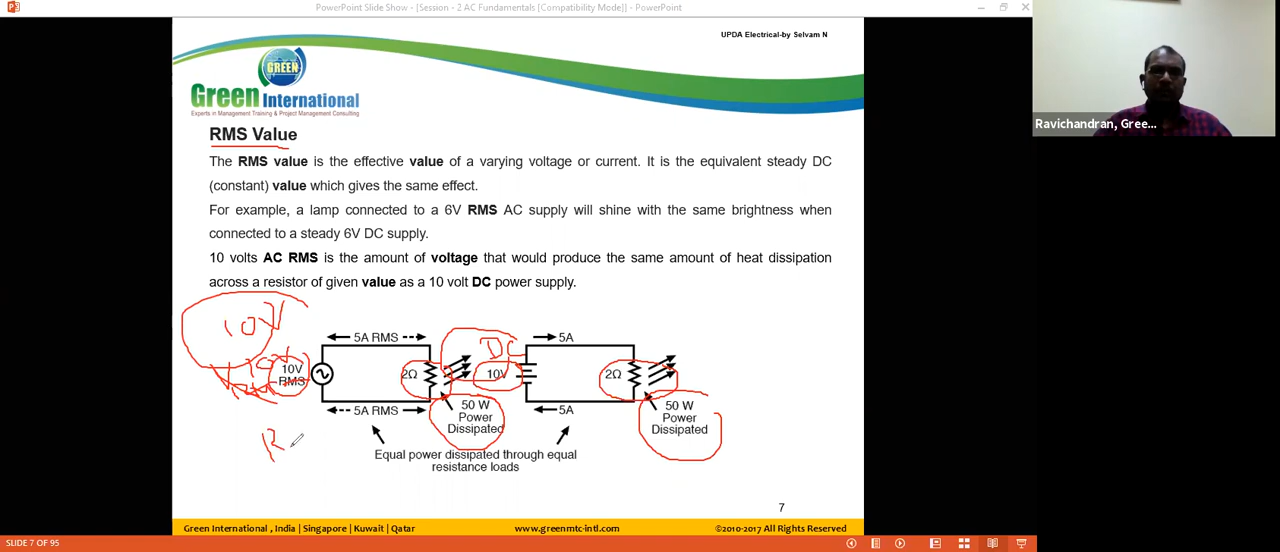 PowerPoint Slide Show - [Session - 2 AC Fundamentals [Compatibility Mode]] - PowerPoint
UPDA Electrical-by Selvam N
GREEN
Green International
Experts in Management Training & Project Management Consulting
Ravichandran, Gree...
RMS Value
The RMS value is the effective value of a varying voltage or current. It is the equivalent steady DC
(constant) value which gives the same effect.
For example, a lamp connected to a 6V RMS AC supply will shine with the same brightness when
connected to a steady 6V DC supply.
10 volts AC RMS is the amount of voltage that would produce the same amount of heat dissipation
across a resistor of given value as a 10 volt DC power supply.
10V
5A RMS
DC
5A
10V
RMS
2Ω
10V
2Ω
50 W
Power
Dissipated
50 W
Power
Dissipated
5A RMS
5A
R
Equal power dissipated through equal
resistance loads
7
Green International , India | Singapore | Kuwait | Qatar
www.greenmtc-intl.com
©2010-2017 All Rights Reserved
SLIDE 7 OF 95